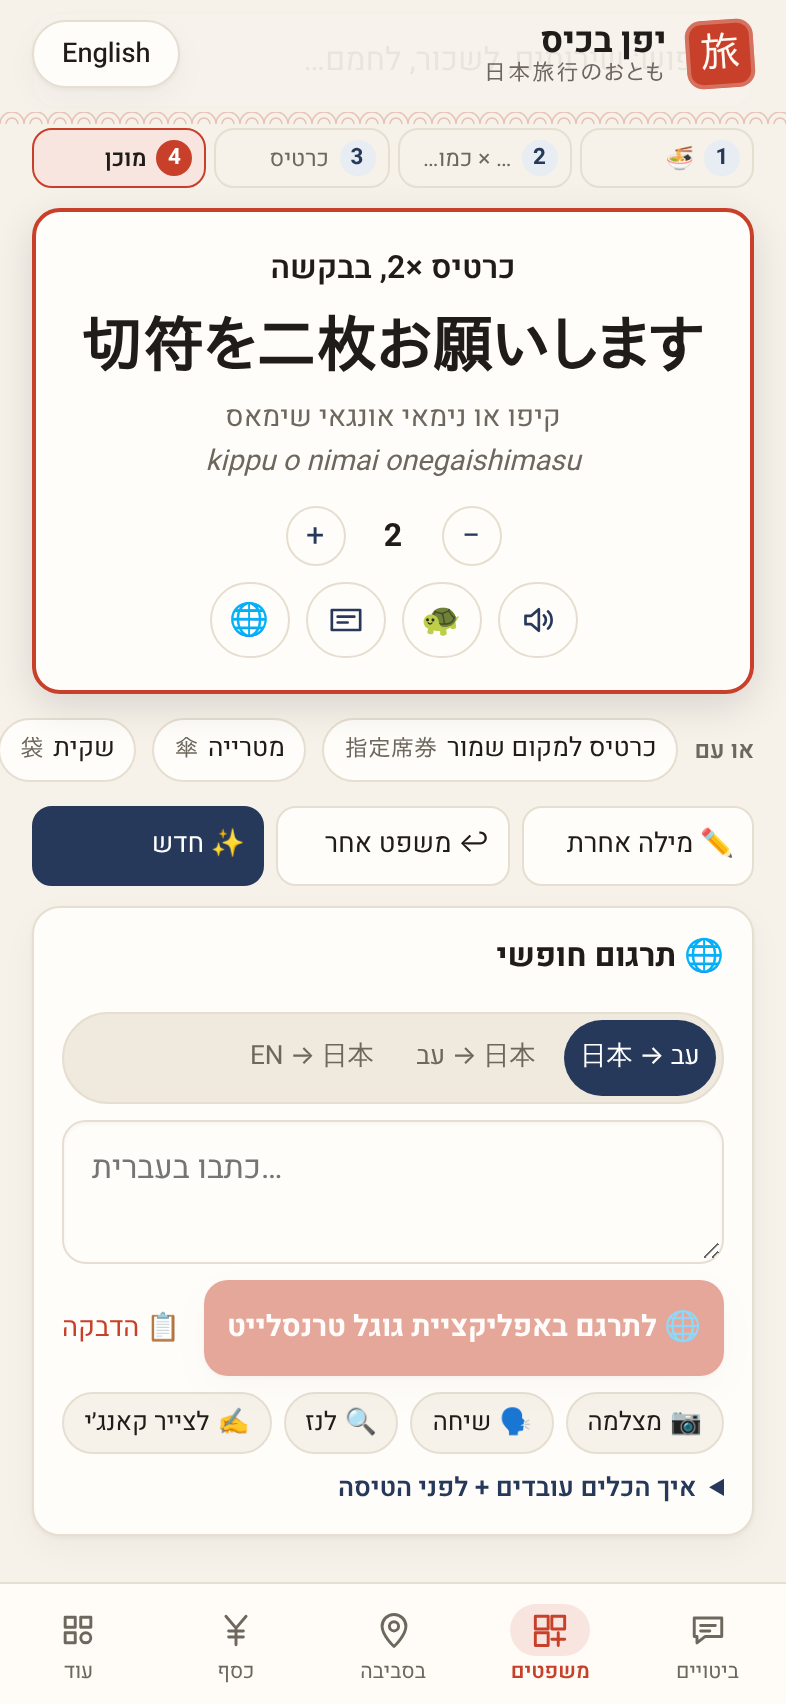 旅
יפן בכיס
日本旅行のおとも
English
1 🍜
2 ... × כמו...
3 כרטיס
4 מוכן
כרטיס ×2, בבקשה
切符を二枚お願いします
קיפו או נימאי אונגאי שימאס
kippu o nimai onegaishimasu
− 2 +
או עם
כרטיס למקום שמור 指定席券
מטרייה 傘
שקית 袋
✏️ מילה אחרת
↩ משפט אחר
✨ חדש
🌐 תרגום חופשי
עב → 日本
日本 → עב
日本 → EN
כתבו בעברית...
🌐 לתרגם באפליקציית גוגל טרנסלייט
📋 הדבקה
📷 מצלמה
🗣️ שיחה
🔍 לנז
✍️ לצייר קאנג'י
◀ איך הכלים עובדים + לפני הטיסה
ביטויים
משפטים
בסביבה
כסף
עוד